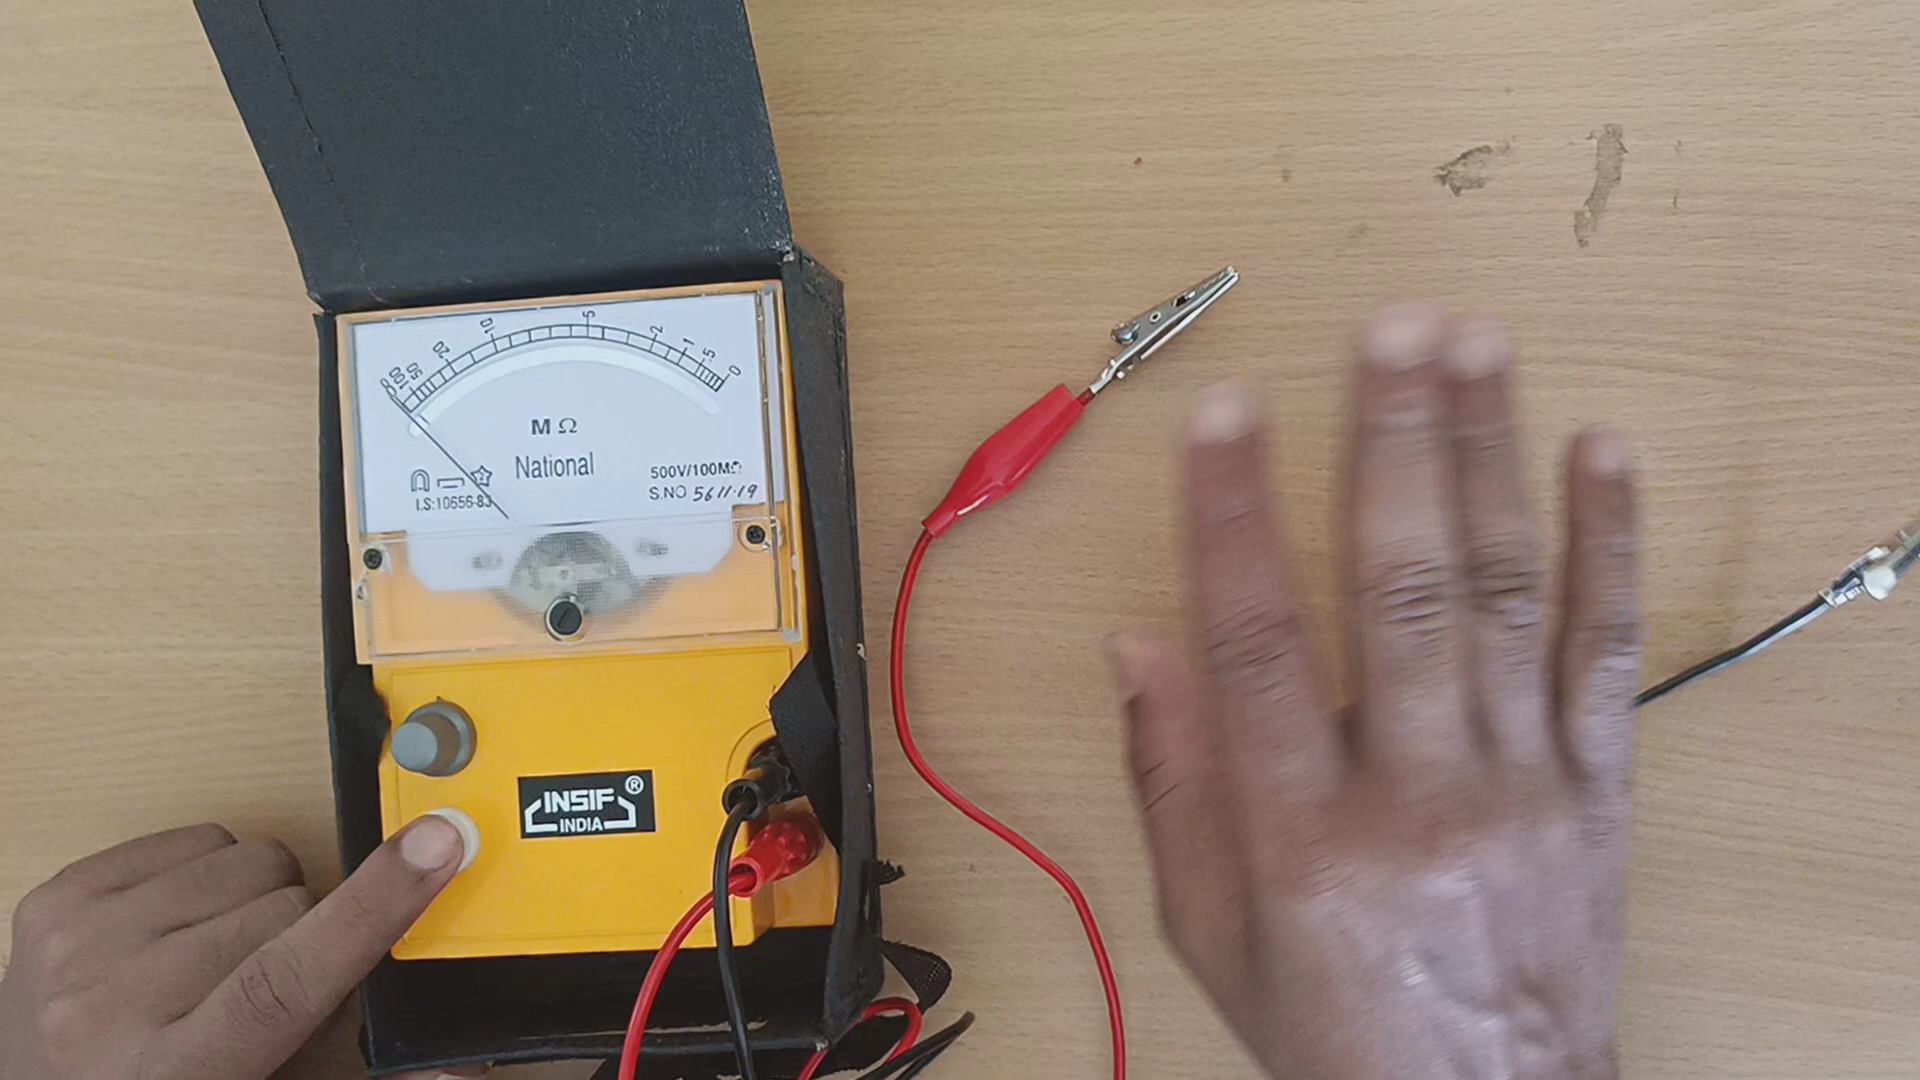 ∞ 100 50 20 10 5 2 1 .5 0
M Ω
National
500V/100MΩ
I.S:10656-83
S.NO 5611-19
INSIF ®
INDIA